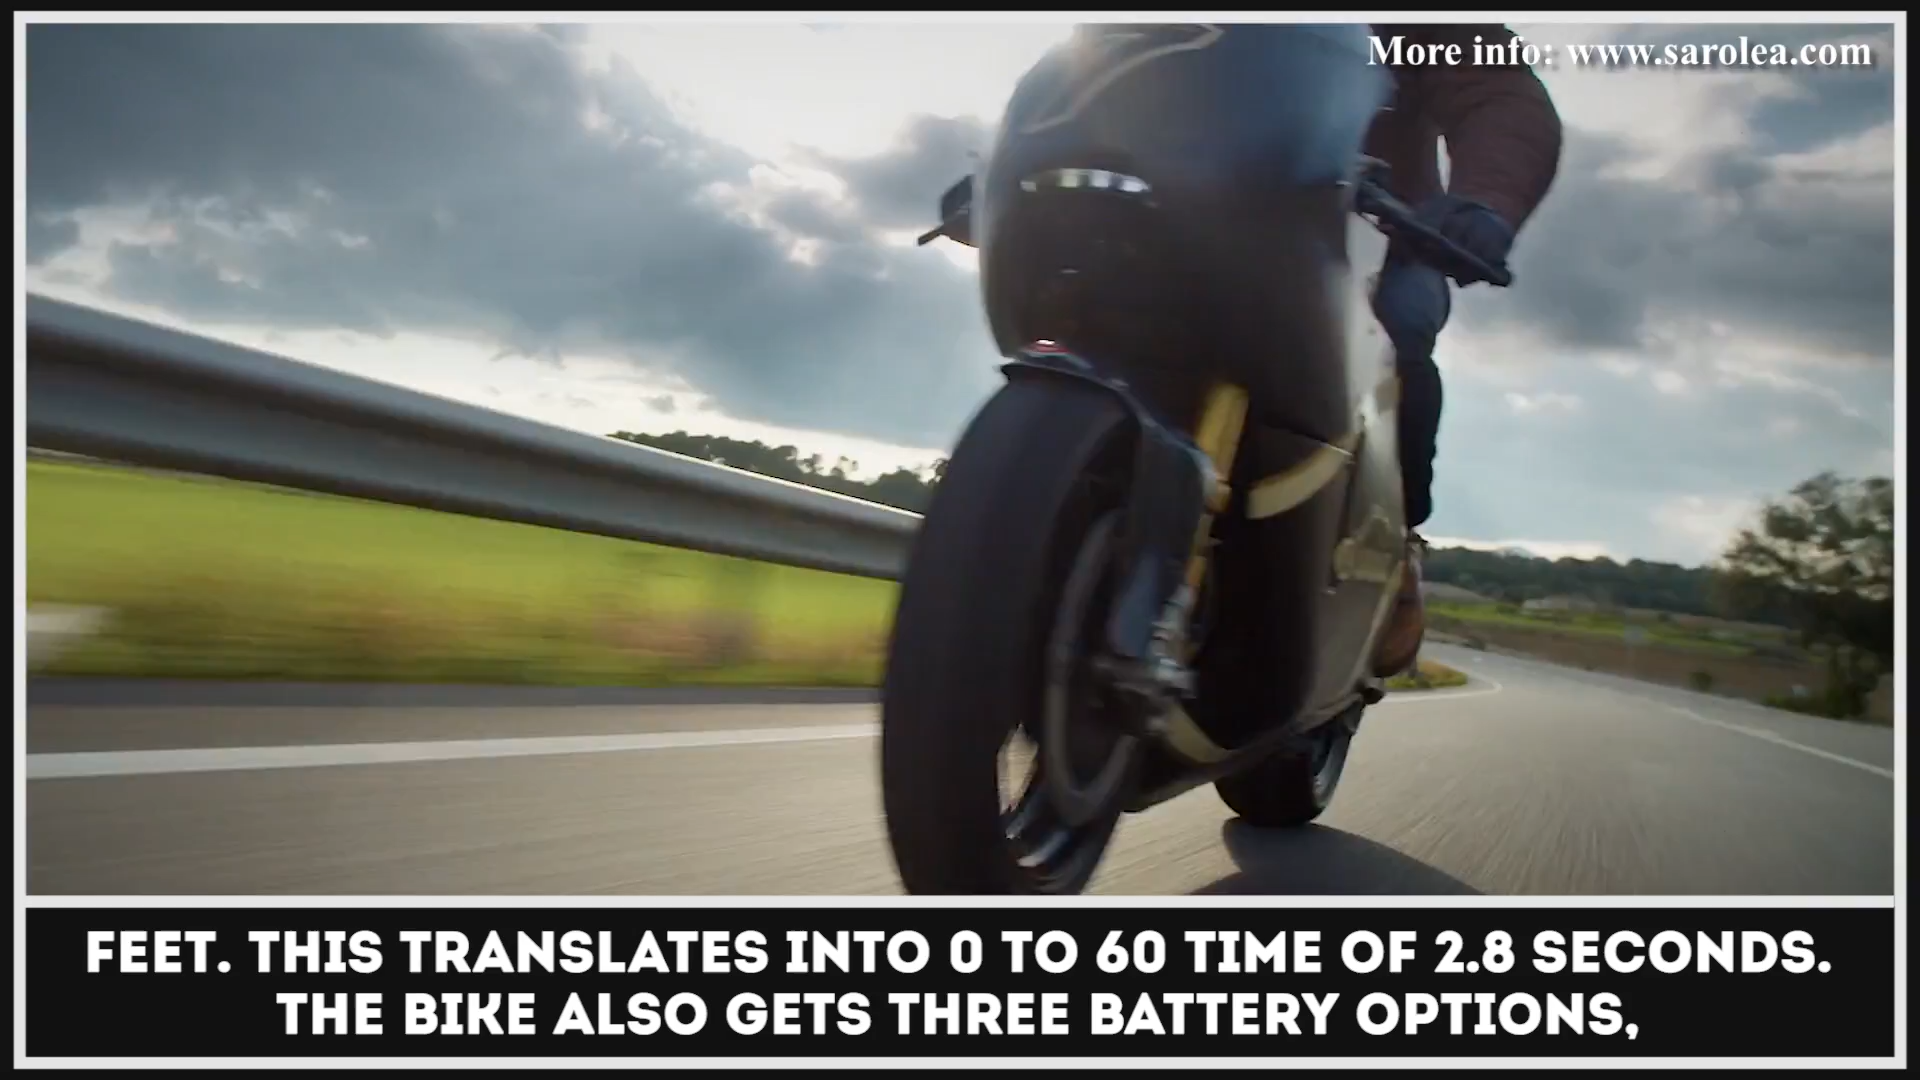 More info: www.sarolea.com
FEET. THIS TRANSLATES INTO 0 TO 60 TIME OF 2.8 SECONDS.
THE BIKE ALSO GETS THREE BATTERY OPTIONS,